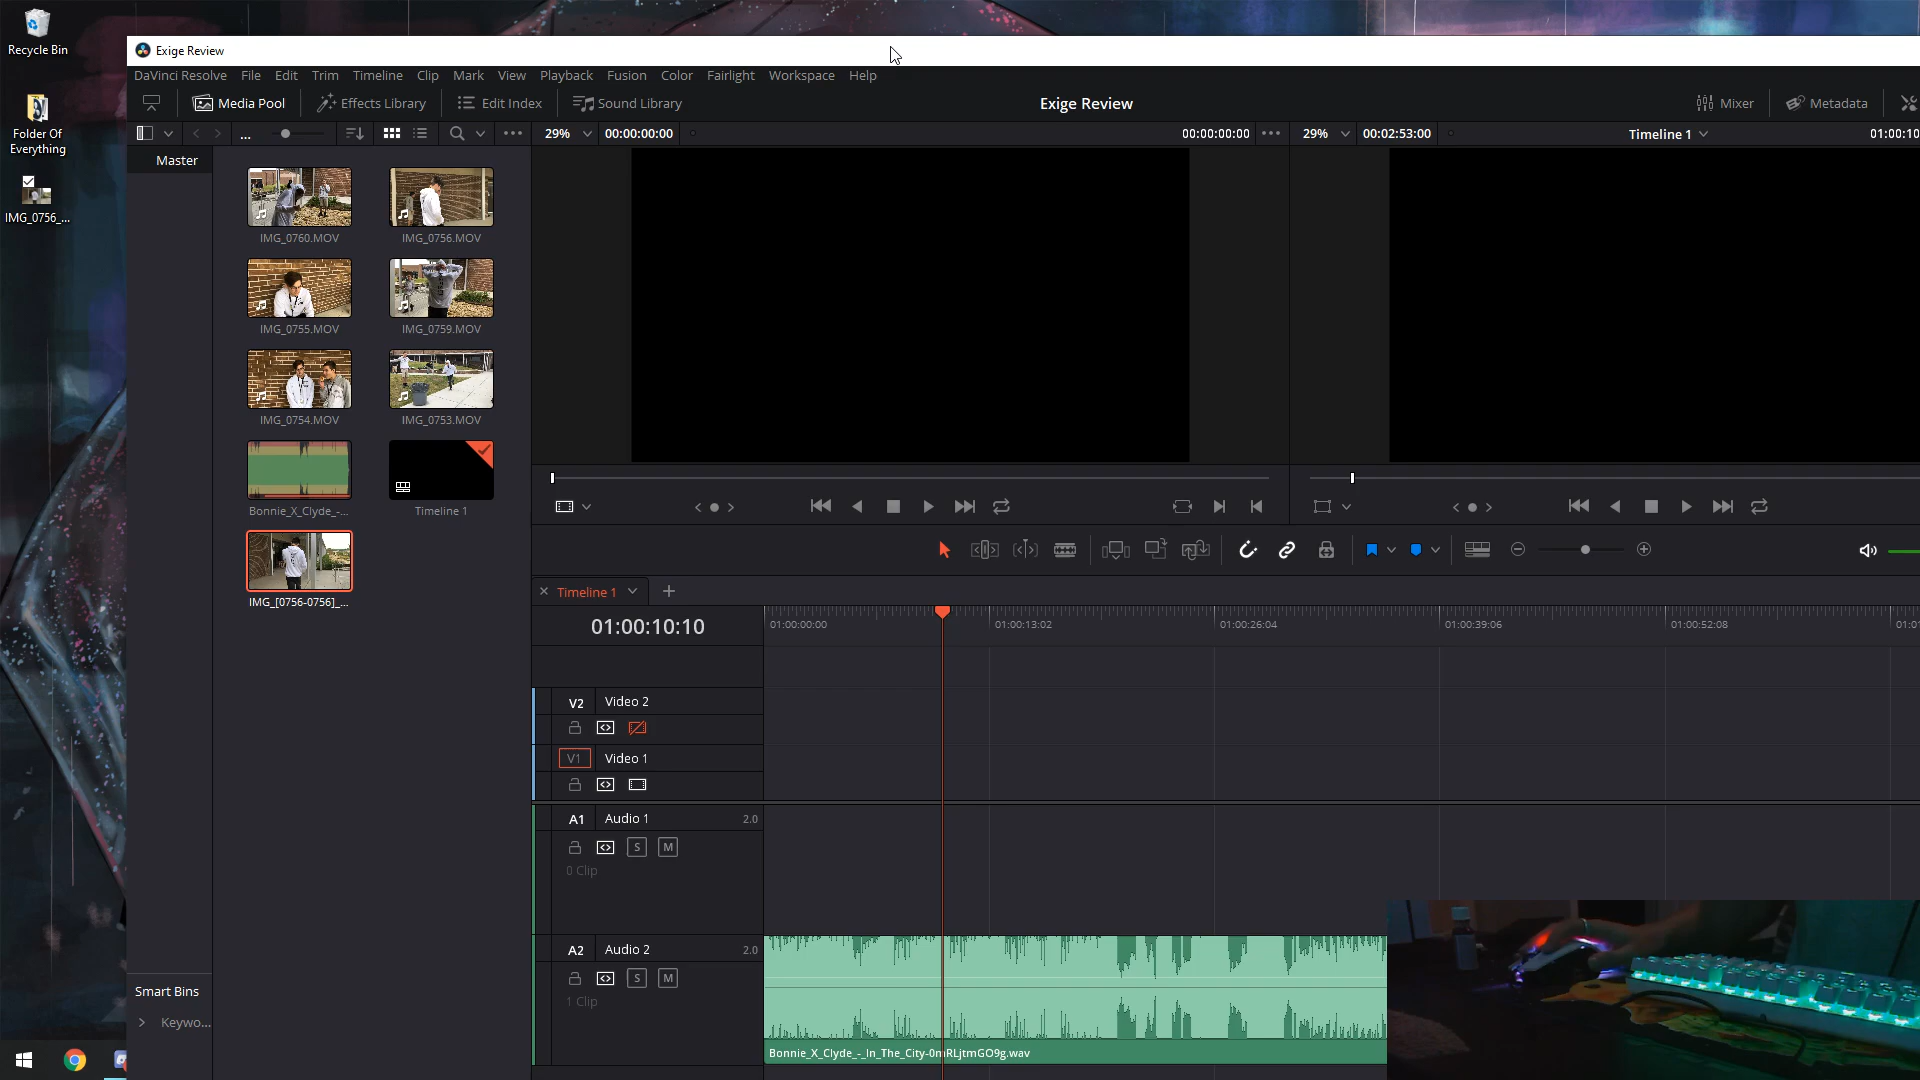 Recycle Bin
Folder Of
Everything
IMG_0756_...
Exige Review
DaVinci Resolve File Edit Trim Timeline Clip Mark View Playback Fusion Color Fairlight Workspace Help
Media Pool Effects Library Edit Index Sound Library Exige Review Mixer Metadata
... 29% 00:00:00:00 00:00:00:00 29% 00:02:53:00 Timeline 1 01:00:10
Master
IMG_0760.MOV IMG_0756.MOV
IMG_0755.MOV IMG_0759.MOV
IMG_0754.MOV IMG_0753.MOV
Bonnie_X_Clyde_-... Timeline 1
IMG_[0756-0756]_...
Timeline 1
01:00:10:10
01:00:00:00 01:00:13:02 01:00:26:04 01:00:39:06 01:00:52:08 01:0
V2 Video 2
V1 Video 1
A1 Audio 1 2.0
S M
0 Clip
A2 Audio 2 2.0
S M
1 Clip
Bonnie_X_Clyde_-_In_The_City-0nRLjtmGO9g.wav
Smart Bins
Keywo...